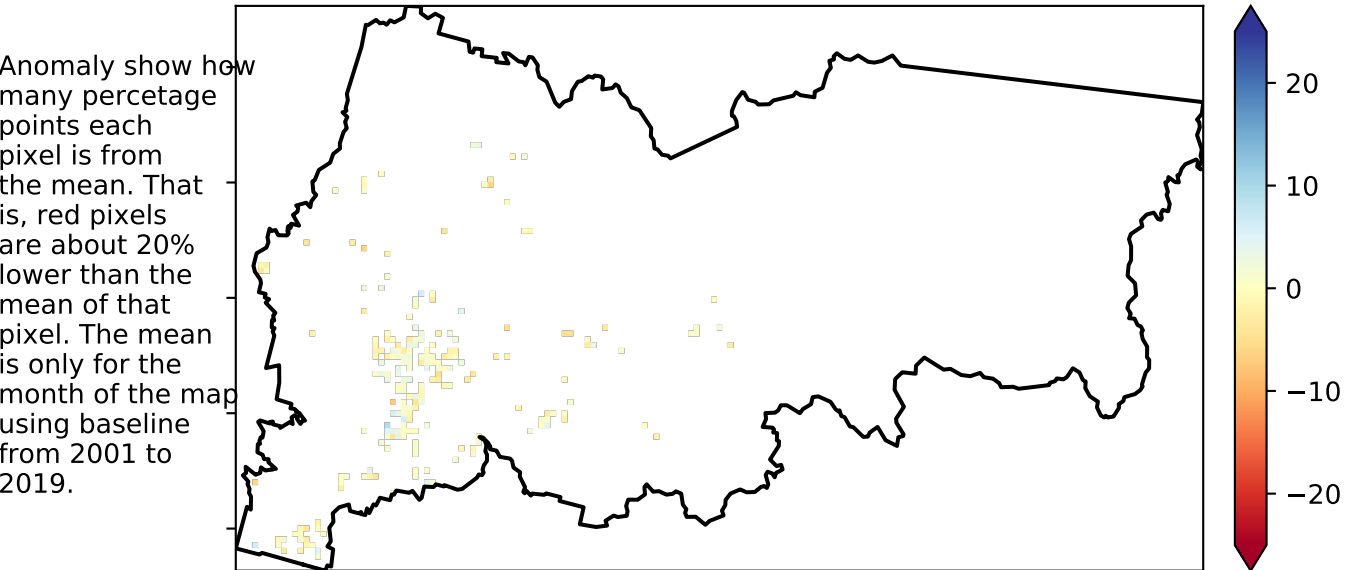 Anomaly show how
many percetage
points each
pixel is from
the mean. That
is, red pixels
are about 20%
lower than the
mean of that
pixel. The mean
is only for the
month of the map
using baseline
from 2001 to
2019.
20
10
0
−10
−20